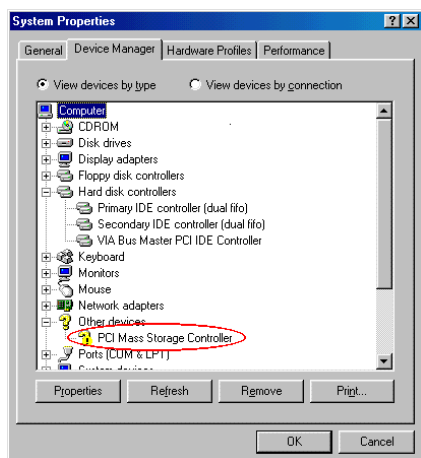 System Properties
General
Device Manager
Hardware Profiles
Performance
View devices by type
View devices by connection
Computer
CDROM
Disk drives
Display adapters
Floppy disk controllers
Hard disk controllers
Primary IDE controller (dual fifo)
Secondary IDE controller (dual fifo)
VIA Bus Master PCI IDE Controller
Keyboard
Monitors
Mouse
Network adapters
Other devices
PCI Mass Storage Controller
Ports (COM & LPT)
System devices
Properties
Refresh
Remove
Print...
OK
Cancel